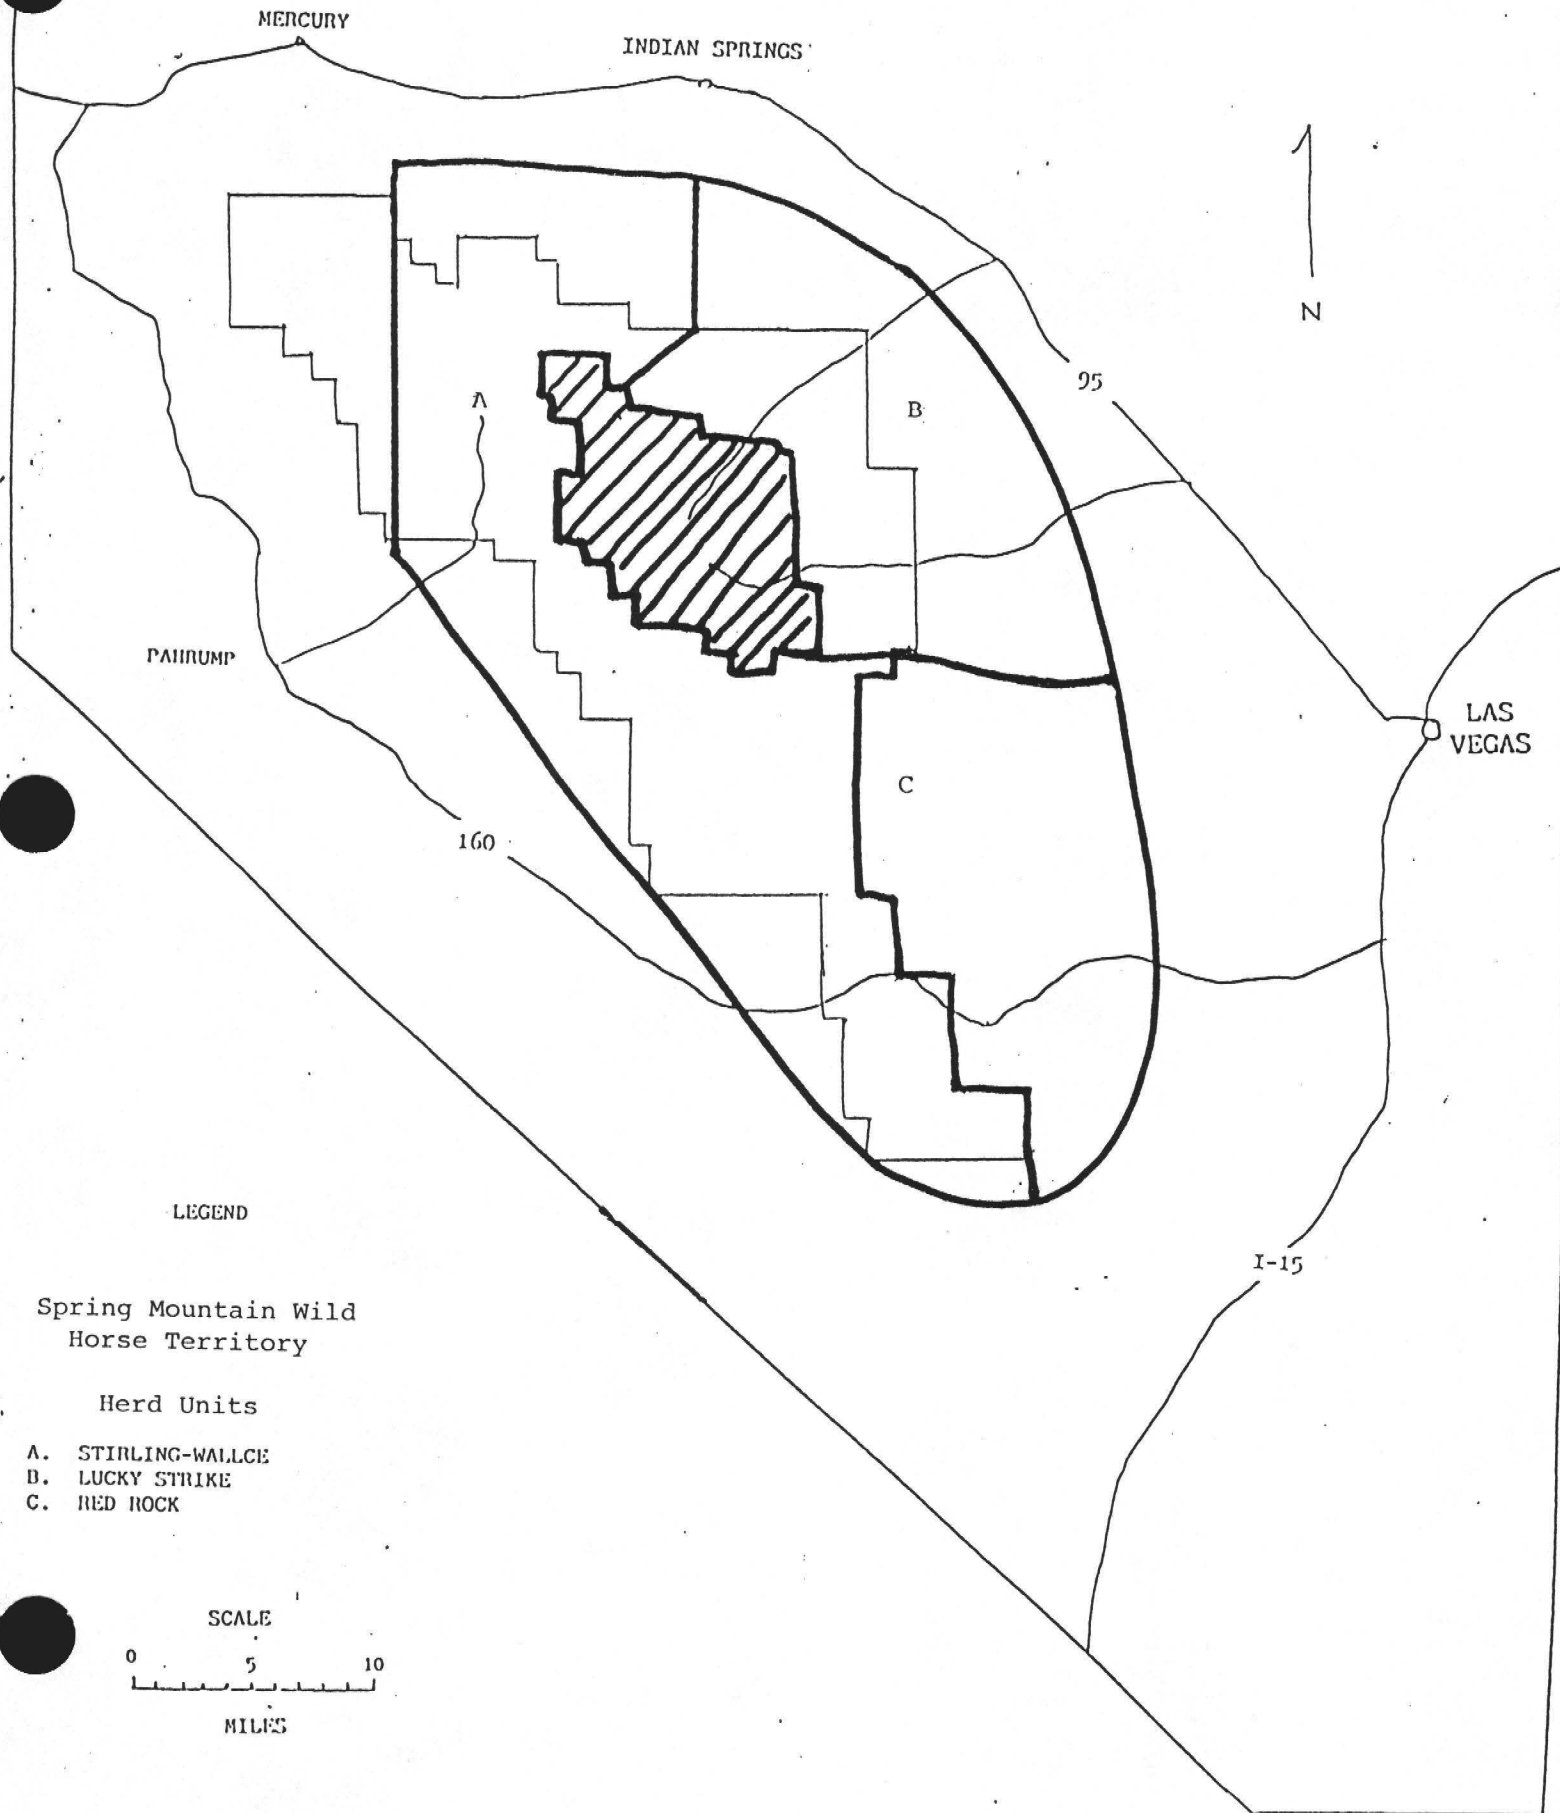 MERCURY
INDIAN SPRINGS
N
95
A
B
PAHRUMP
LAS
VEGAS
C
160
LEGEND
I-15
Spring Mountain Wild
Horse Territory
Herd Units
A. STIRLING-WALLCE
B. LUCKY STRIKE
C. RED ROCK
SCALE
0 5 10
MILES